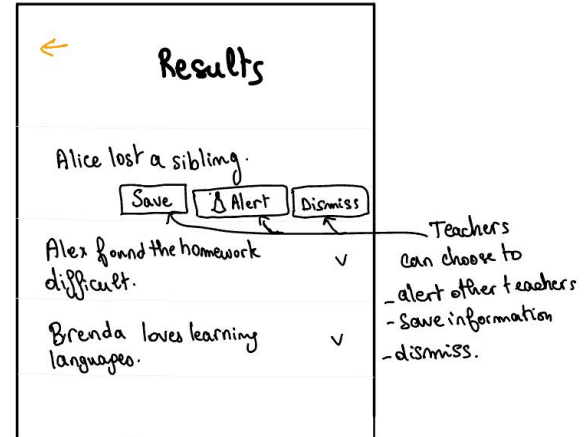 Results
Alice lost a sibling.
Save
Alert
Dismiss
Alex found the homework
difficult.
Brenda loves learning
languages.
Teachers
can choose to
- alert other teachers
- save information
- dismiss.